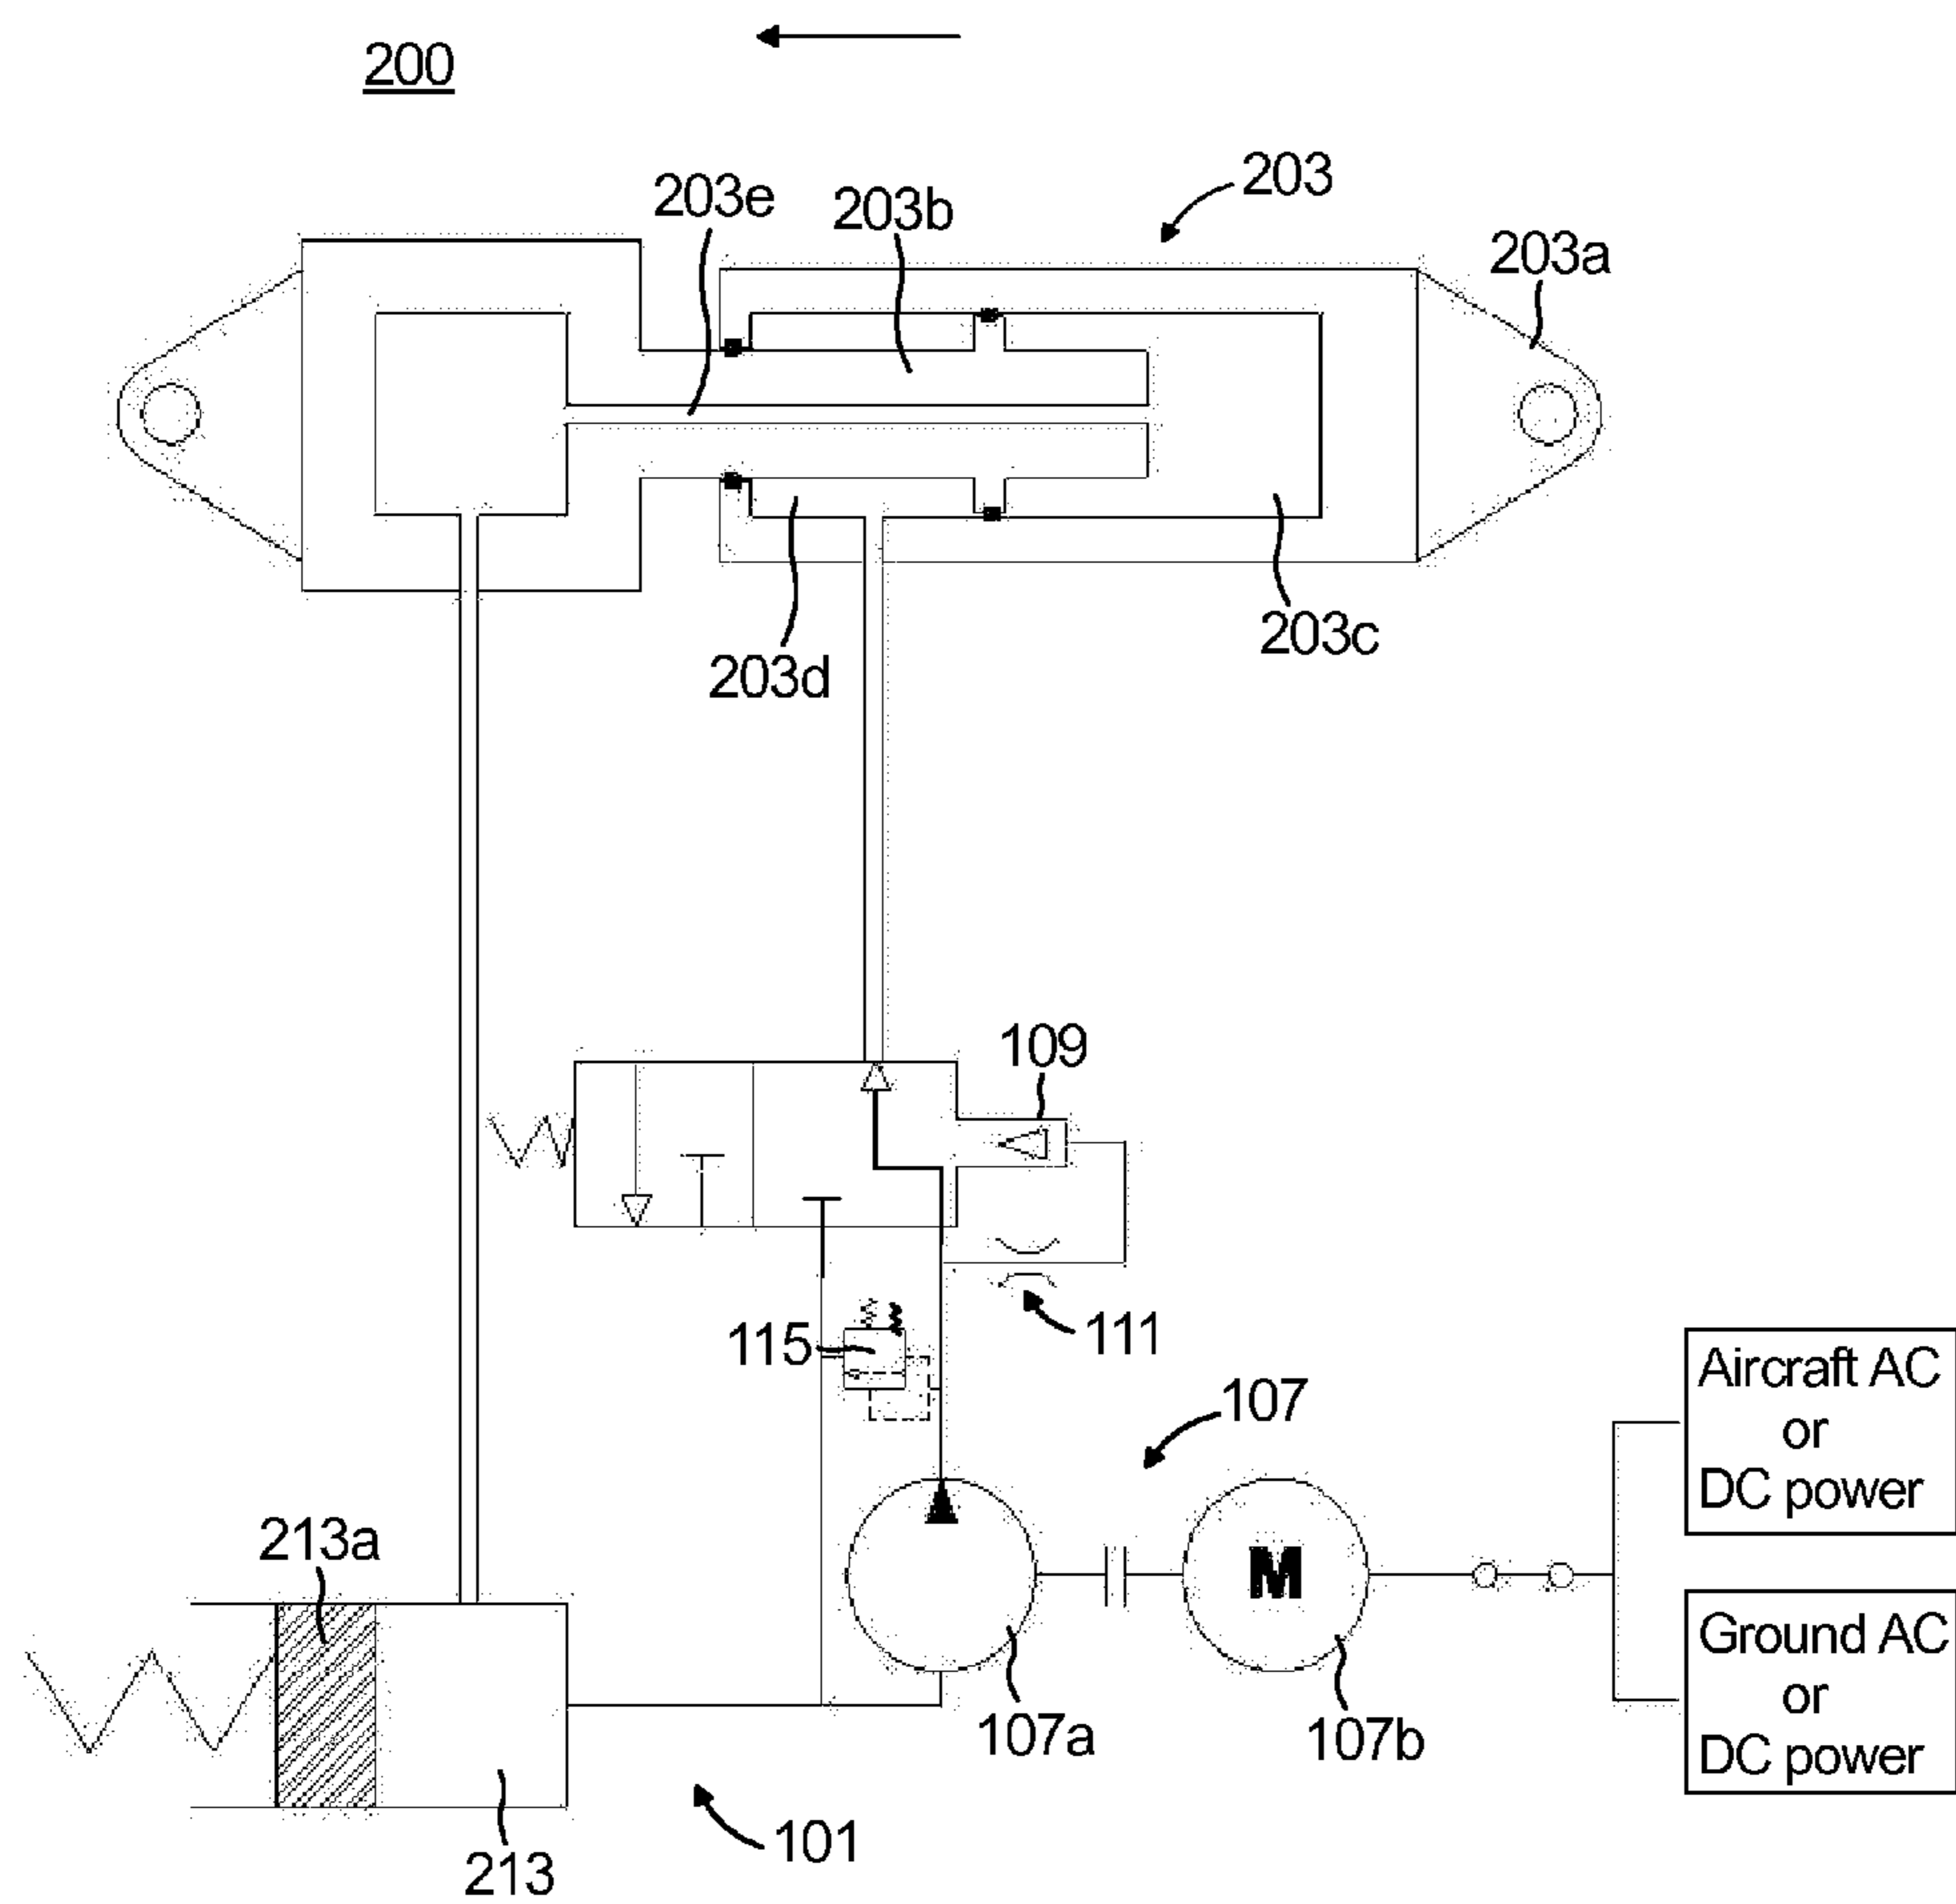 200
203
203e
203b
203a
203d
203c
109
115
111
107
Aircraft AC
or
DC power
213a
M
Ground AC
or
DC power
107a
107b
101
213